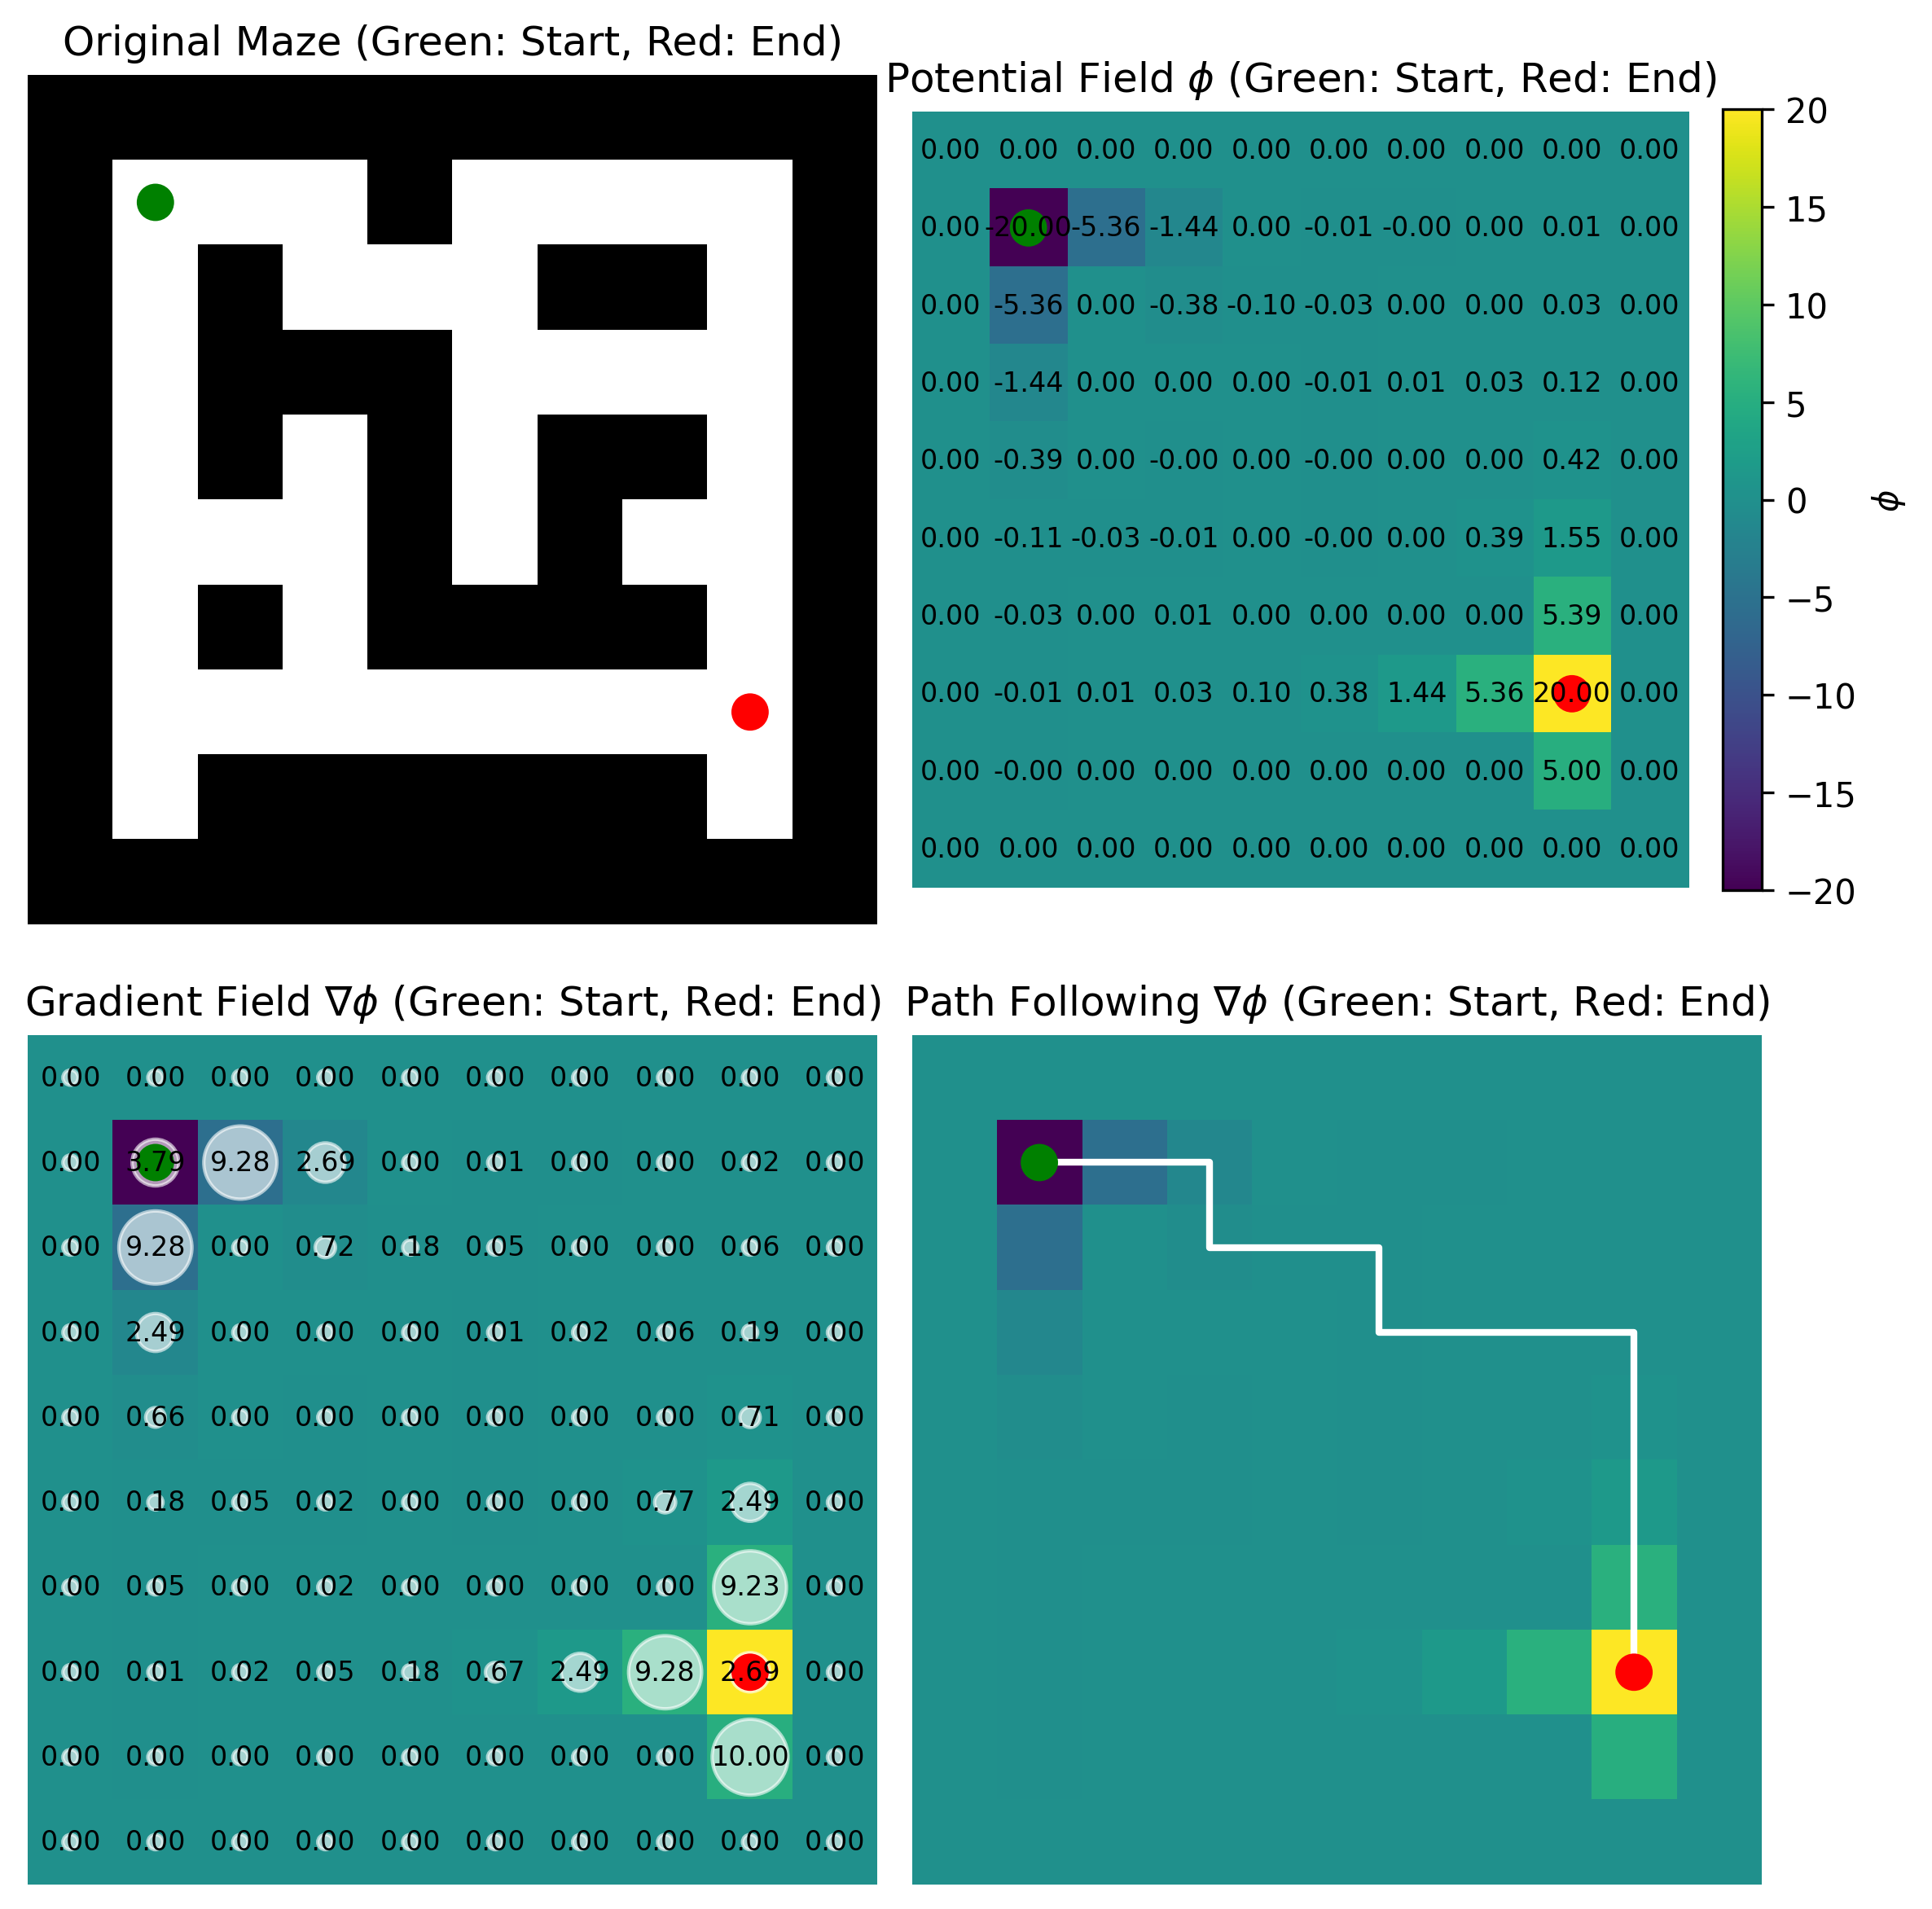 Original Maze (Green: Start, Red: End)
Potential Field ϕ (Green: Start, Red: End)
0.00 0.00 0.00 0.00 0.00 0.00 0.00 0.00 0.00 0.00
0.00 -20.00 -5.36 -1.44 0.00 -0.01 -0.00 0.00 0.01 0.00
0.00 -5.36 0.00 -0.38 -0.10 -0.03 0.00 0.00 0.03 0.00
0.00 -1.44 0.00 0.00 0.00 -0.01 0.01 0.03 0.12 0.00
0.00 -0.39 0.00 -0.00 0.00 -0.00 0.00 0.00 0.42 0.00
0.00 -0.11 -0.03 -0.01 0.00 -0.00 0.00 0.39 1.55 0.00
0.00 -0.03 0.00 0.01 0.00 0.00 0.00 0.00 5.39 0.00
0.00 -0.01 0.01 0.03 0.10 0.38 1.44 5.36 20.00 0.00
0.00 -0.00 0.00 0.00 0.00 0.00 0.00 0.00 5.00 0.00
0.00 0.00 0.00 0.00 0.00 0.00 0.00 0.00 0.00 0.00
20
15
10
5
0
−5
−10
−15
−20
ϕ
Gradient Field ∇ϕ (Green: Start, Red: End)
0.00 0.00 0.00 0.00 0.00 0.00 0.00 0.00 0.00 0.00
0.00 3.79 9.28 2.69 0.00 0.01 0.00 0.00 0.02 0.00
0.00 9.28 0.00 0.72 0.18 0.05 0.00 0.00 0.06 0.00
0.00 2.49 0.00 0.00 0.00 0.01 0.02 0.06 0.19 0.00
0.00 0.66 0.00 0.00 0.00 0.00 0.00 0.00 0.71 0.00
0.00 0.18 0.05 0.02 0.00 0.00 0.00 0.77 2.49 0.00
0.00 0.05 0.00 0.02 0.00 0.00 0.00 0.00 9.23 0.00
0.00 0.01 0.02 0.05 0.18 0.67 2.49 9.28 2.69 0.00
0.00 0.00 0.00 0.00 0.00 0.00 0.00 0.00 10.00 0.00
0.00 0.00 0.00 0.00 0.00 0.00 0.00 0.00 0.00 0.00
Path Following ∇ϕ (Green: Start, Red: End)